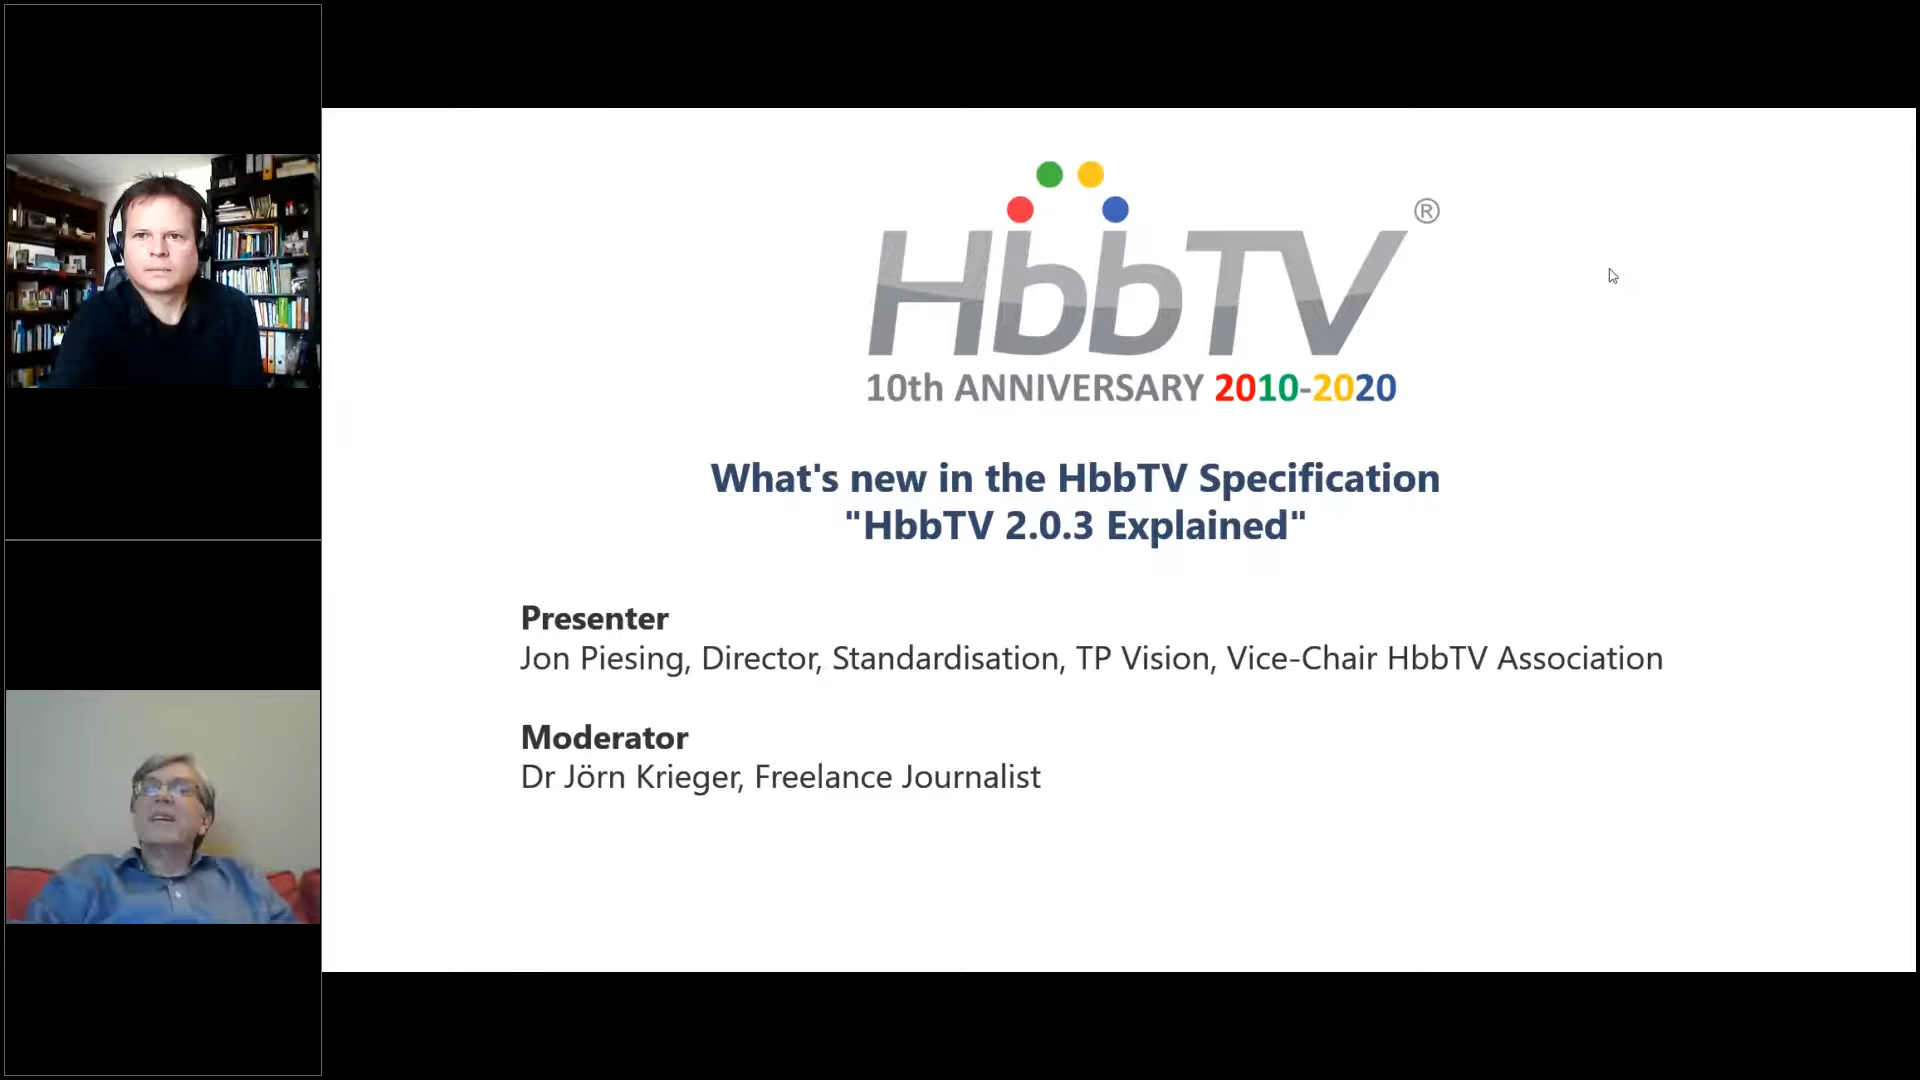 HbbTV®
10th ANNIVERSARY 2010-2020
What's new in the HbbTV Specification
"HbbTV 2.0.3 Explained"
Presenter
Jon Piesing, Director, Standardisation, TP Vision, Vice-Chair HbbTV Association
Moderator
Dr Jörn Krieger, Freelance Journalist